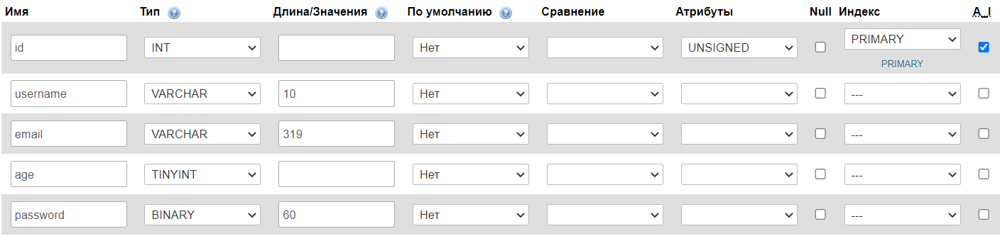 Имя Тип Длина/Значения По умолчанию Сравнение Атрибуты Null Индекс A_I
id INT Нет UNSIGNED PRIMARY
PRIMARY
username VARCHAR 10 Нет ---
email VARCHAR 319 Нет ---
age TINYINT Нет ---
password BINARY 60 Нет ---